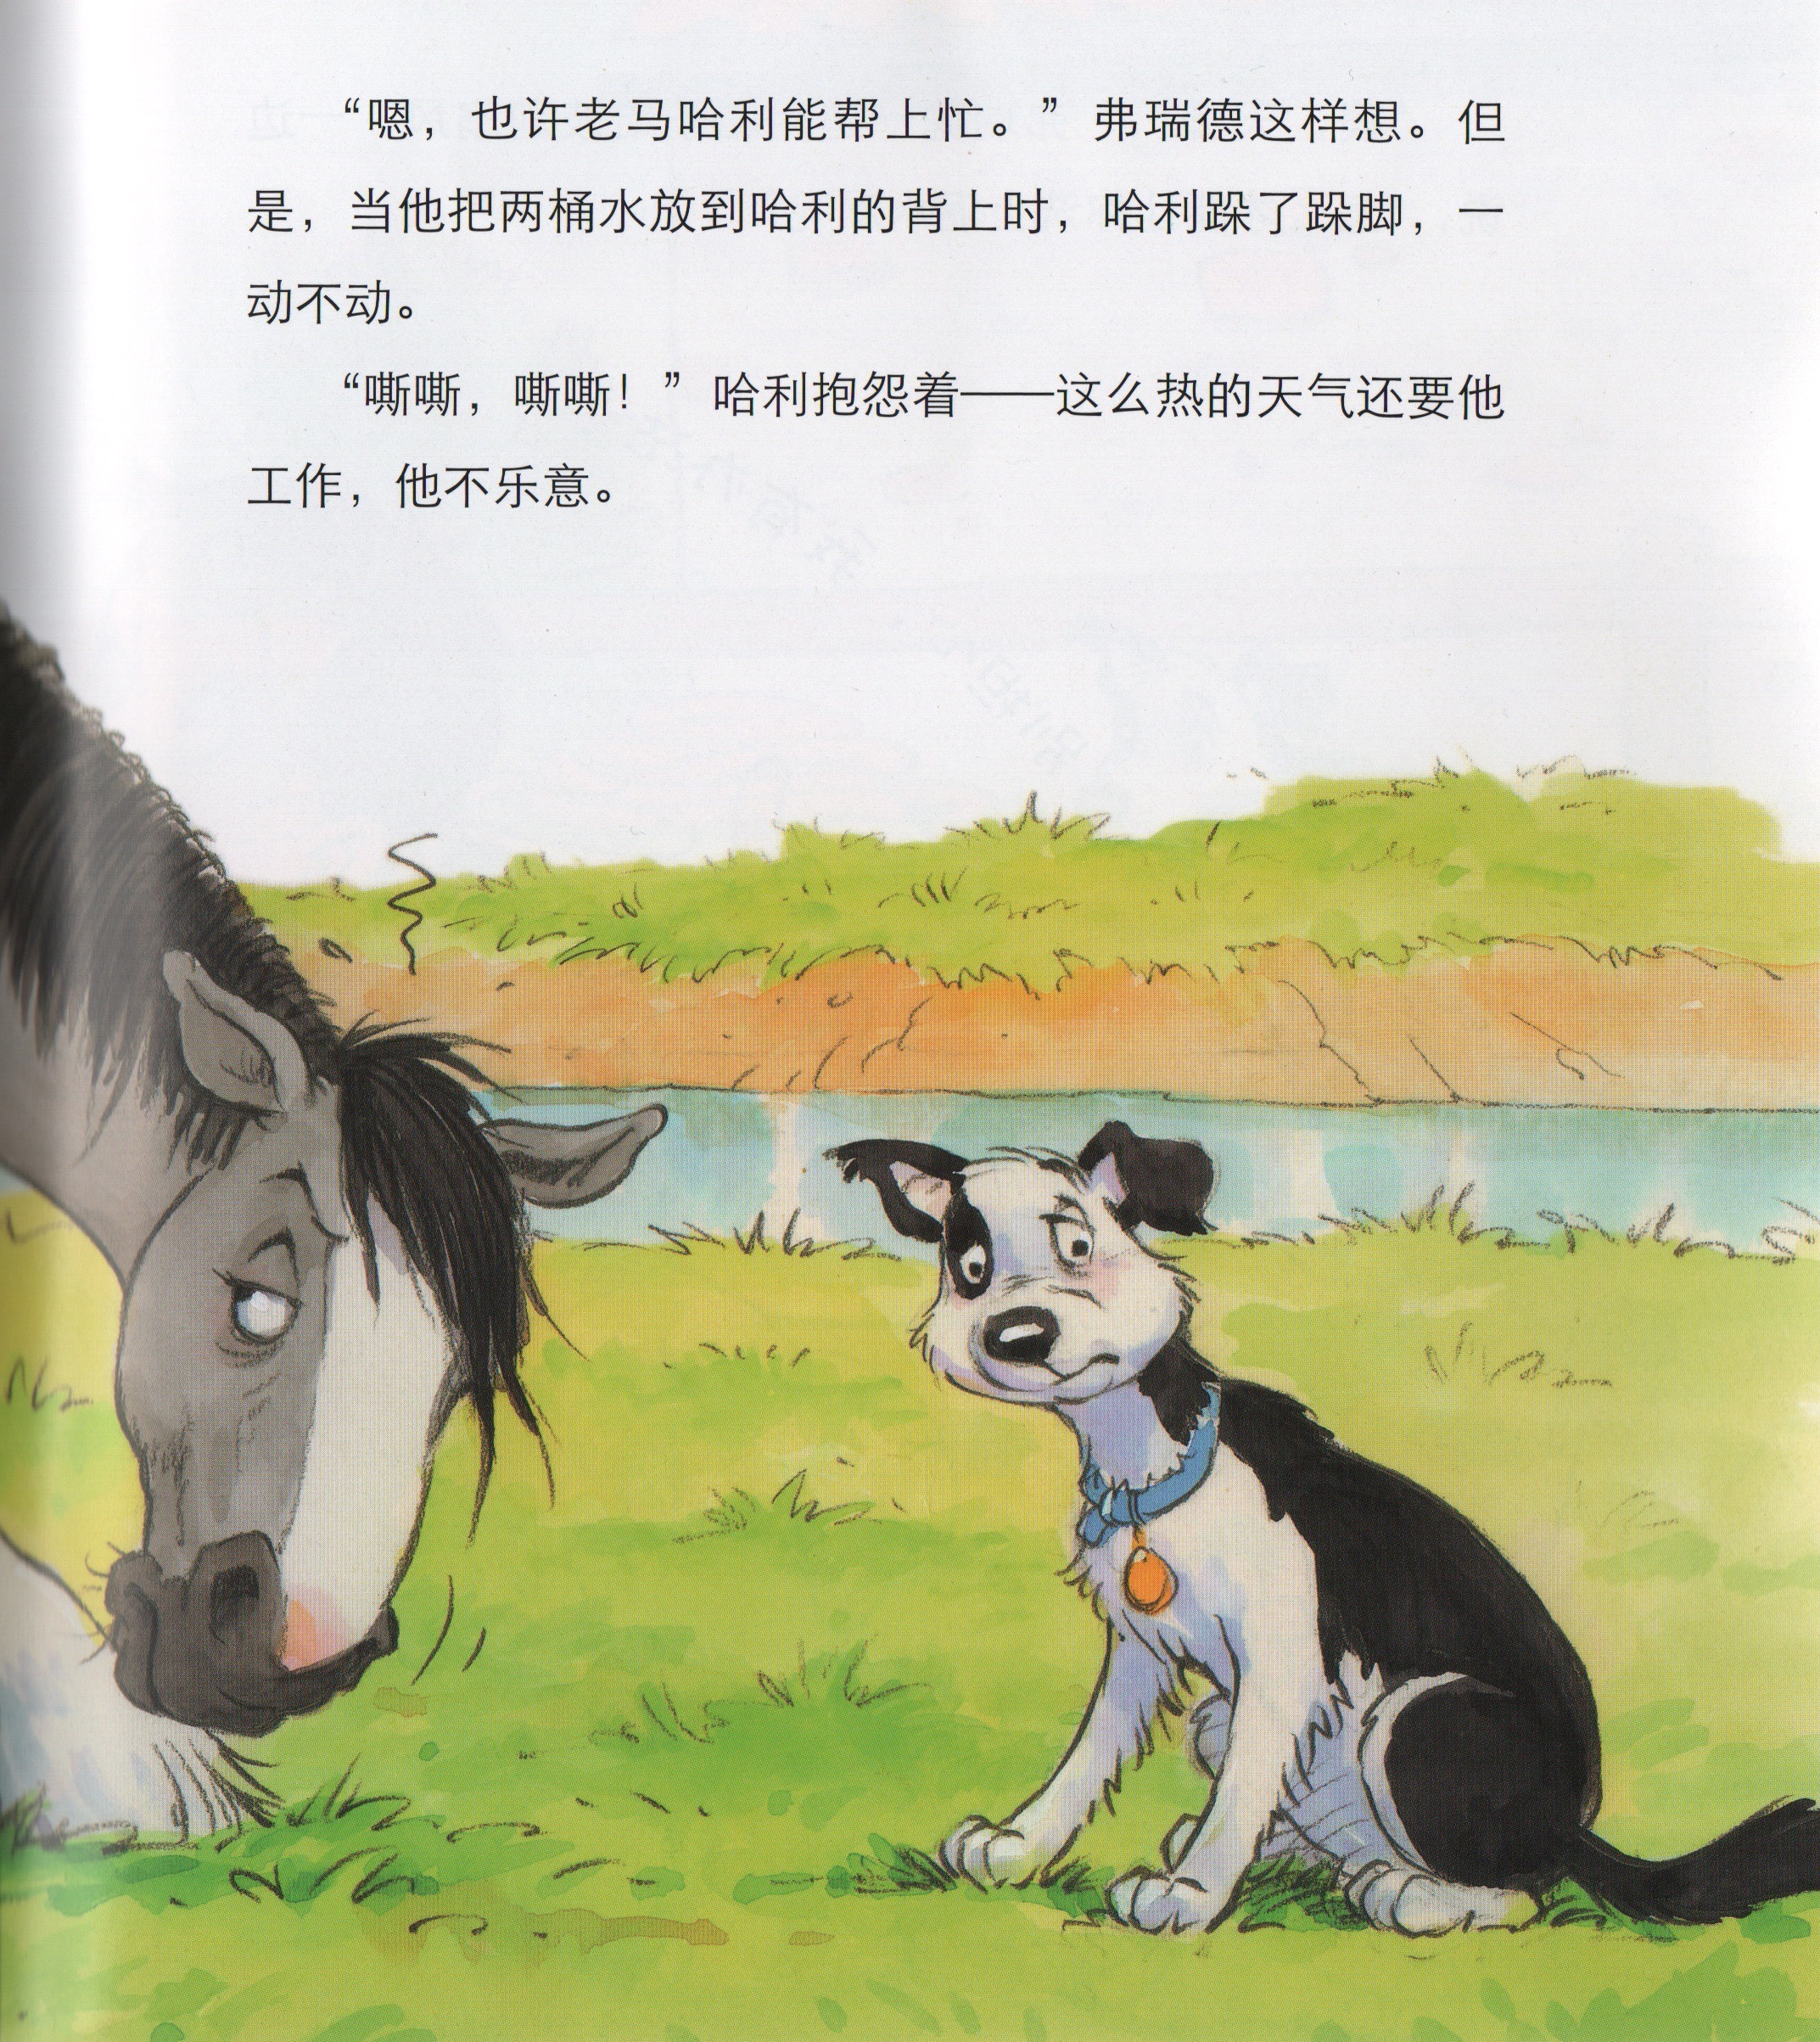 “嗯，也许老马哈利能帮上忙。”弗瑞德这样想。但
是，当他把两桶水放到哈利的背上时，哈利跺了跺脚，一
动不动。
“嘶嘶，嘶嘶！”哈利抱怨着——这么热的天气还要他
工作，他不乐意。